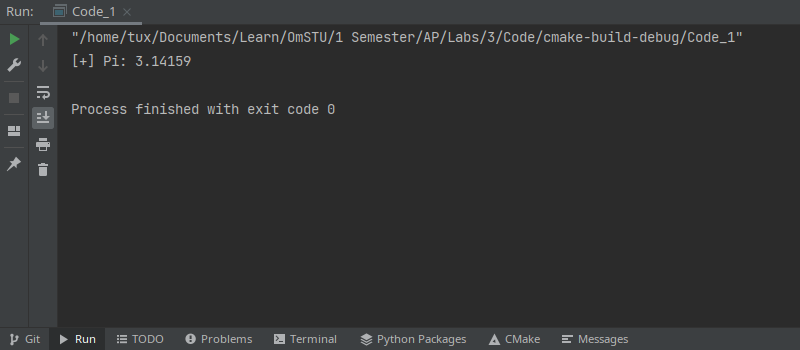 Run: Code_1
"/home/tux/Documents/Learn/OmSTU/1 Semester/AP/Labs/3/Code/cmake-build-debug/Code_1"
[+] Pi: 3.14159
Process finished with exit code 0
Git Run TODO Problems Terminal Python Packages CMake Messages